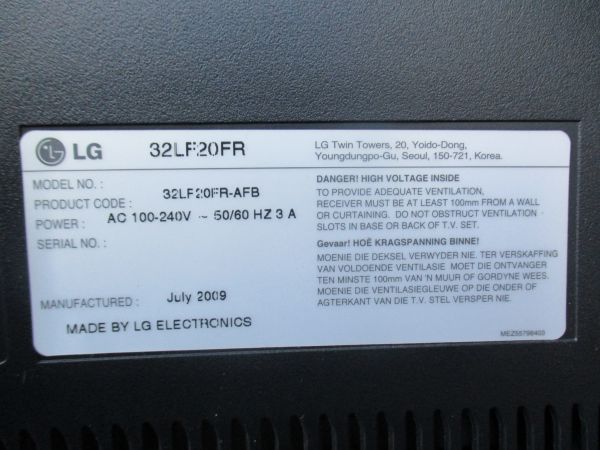 LG 32LF20FR
LG Twin Towers, 20, Yoido-Dong,
Youngdungpo-Gu, Seoul, 150-721, Korea.
MODEL NO. :
PRODUCT CODE : 32LF20FR-AFB
POWER : AC 100-240V ~ 50/60 HZ 3 A
SERIAL NO. :
MANUFACTURED : July 2009
MADE BY LG ELECTRONICS
DANGER! HIGH VOLTAGE INSIDE
TO PROVIDE ADEQUATE VENTILATION,
RECEIVER MUST BE AT LEAST 100mm FROM A WALL
OR CURTAINING. DO NOT OBSTRUCT VENTILATION
SLOTS IN BASE OR BACK OF T.V. SET.
Gevaar! HOË KRAGSPANNING BINNE!
MOENIE DIE DEKSEL VERWYDER NIE. TER VERSKAFFING
VAN VOLDOENDE VENTILASIE MOET DIE ONTVANGER
TEN MINSTE 100mm VAN 'N MUUR OF GORDYNE WEES.
MOENIE DIE VENTILASIEGLEUWE OP DIE ONDER OF
AGTERKANT VAN DIE T.V. STEL VERSPER NIE.
MEZ55798403